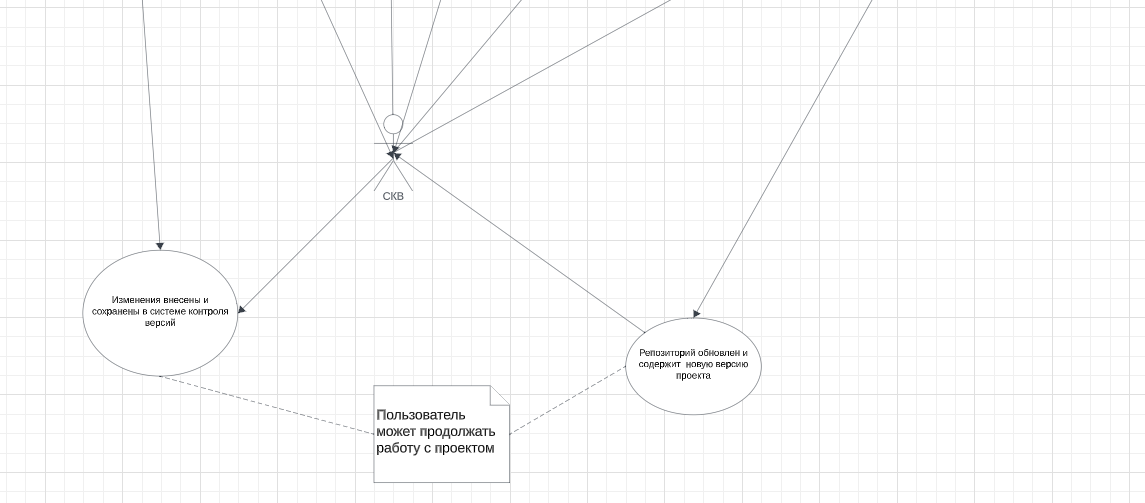 СКВ
Изменения внесены и
сохранены в системе контроля
версий
Репозиторий обновлен и
содержит новую версию
проекта
Пользователь
может продолжать
работу с проектом